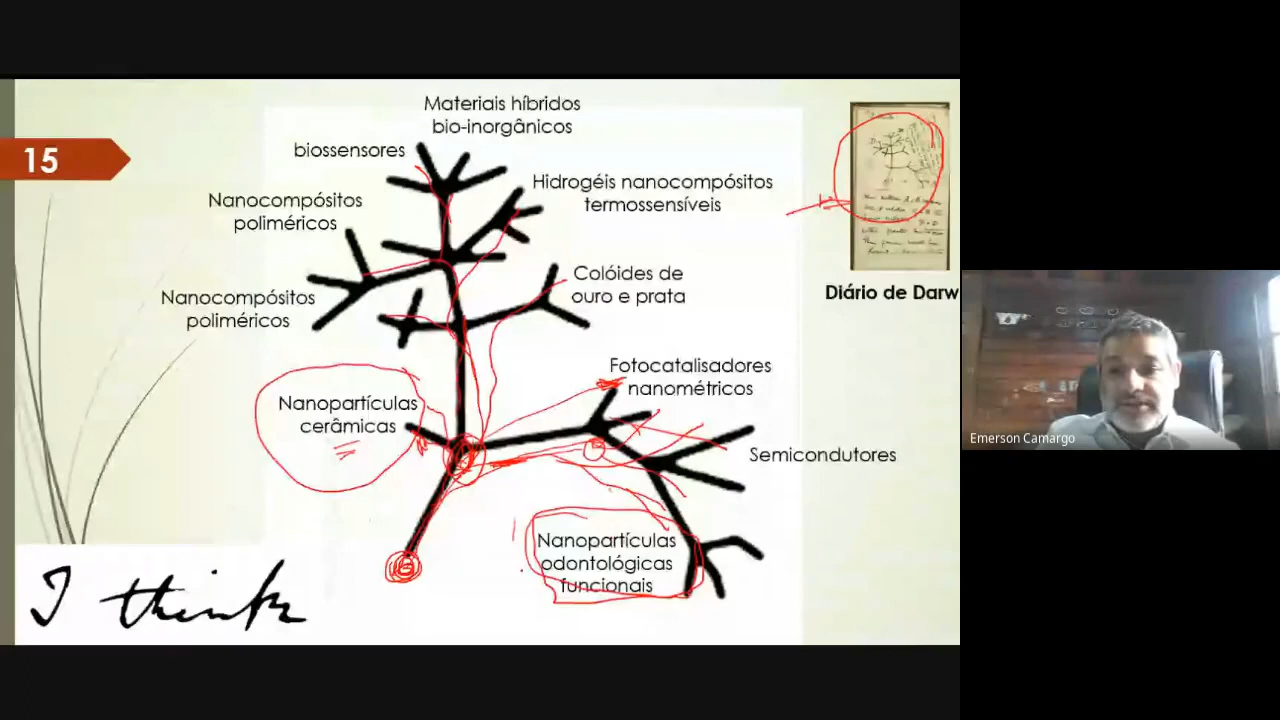 15
Materiais híbridos
bio-inorgânicos
biossensores
Hidrogéis nanocompósitos
termossensíveis
Nanocompósitos
poliméricos
Colóides de
ouro e prata
Nanocompósitos
poliméricos
Diário de Darw
Fotocatalisadores
nanométricos
Nanopartículas
cerâmicas
Semicondutores
Nanopartículas
odontológicas
funcionais
I think
Emerson Camargo